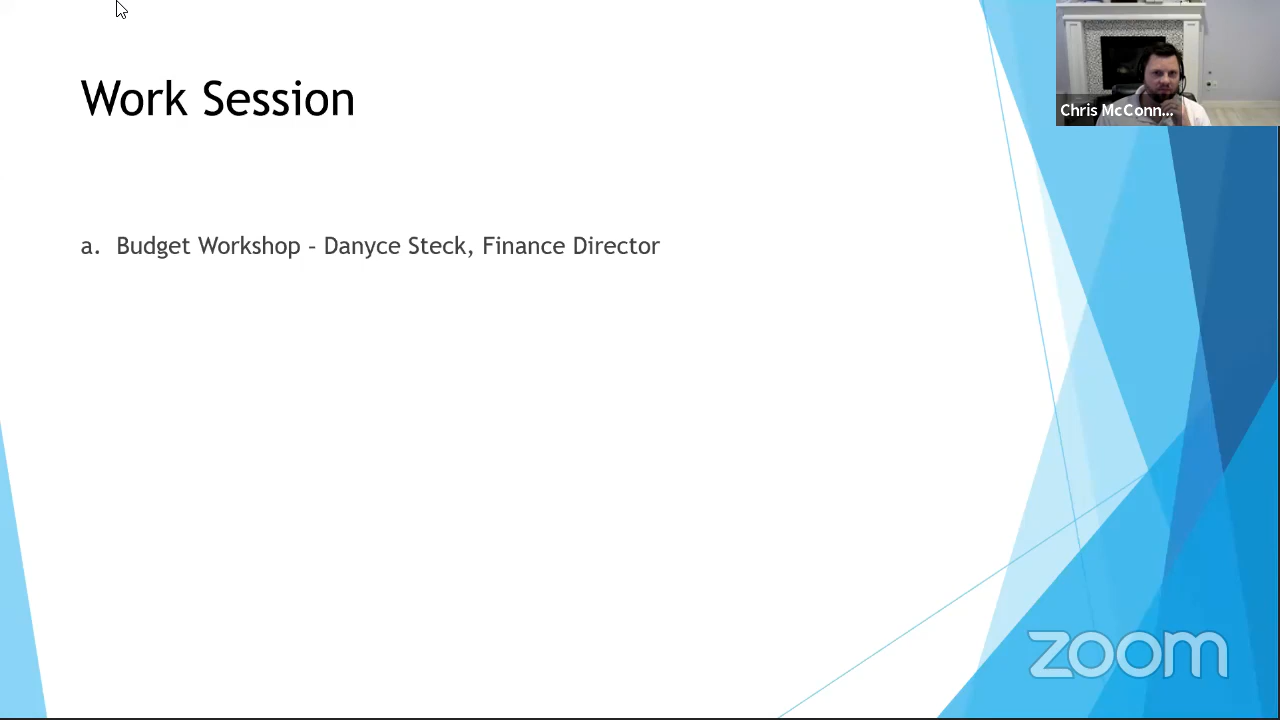 Work Session
Chris McConn...
a. Budget Workshop - Danyce Steck, Finance Director
zoom